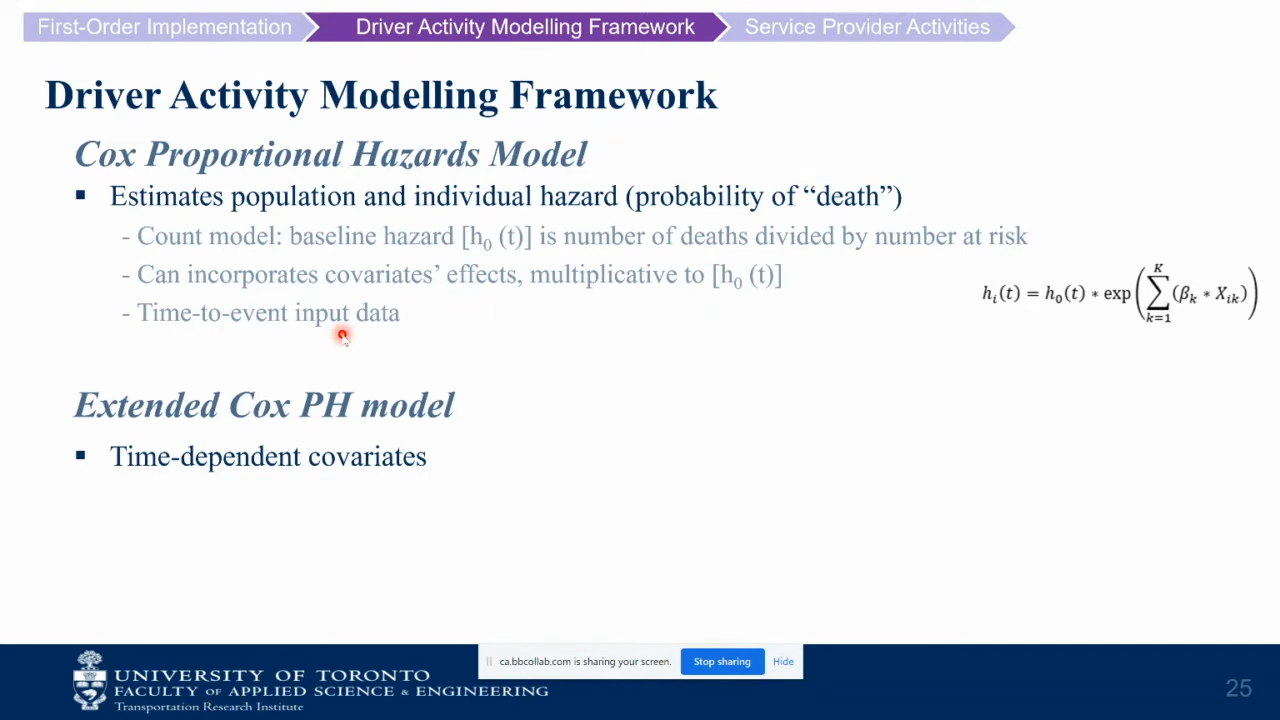 First-Order Implementation
Driver Activity Modelling Framework
Service Provider Activities
Driver Activity Modelling Framework
Cox Proportional Hazards Model
▪ Estimates population and individual hazard (probability of “death”)
- Count model: baseline hazard [h₀ (t)] is number of deaths divided by number at risk
- Can incorporates covariates’ effects, multiplicative to [h₀ (t)]
- Time-to-event input data
hᵢ(t) = h₀(t) * exp(∑_{k=1}^{K}(βₖ * Xᵢₖ))
Extended Cox PH model
▪ Time-dependent covariates
UNIVERSITY OF TORONTO
FACULTY OF APPLIED SCIENCE & ENGINEERING
Transportation Research Institute
ca.bbcollab.com is sharing your screen.
Stop sharing
Hide
25